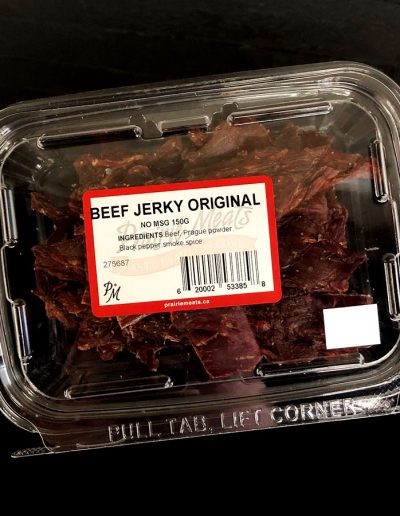 BEEF JERKY ORIGINAL
NO MSG 150G
INGREDIENTS Beef, Prague powder
Black pepper smoke spice
275687
PM
6 20002 53385 8
prairiemeats.ca
PULL TAB, LIFT CORNER